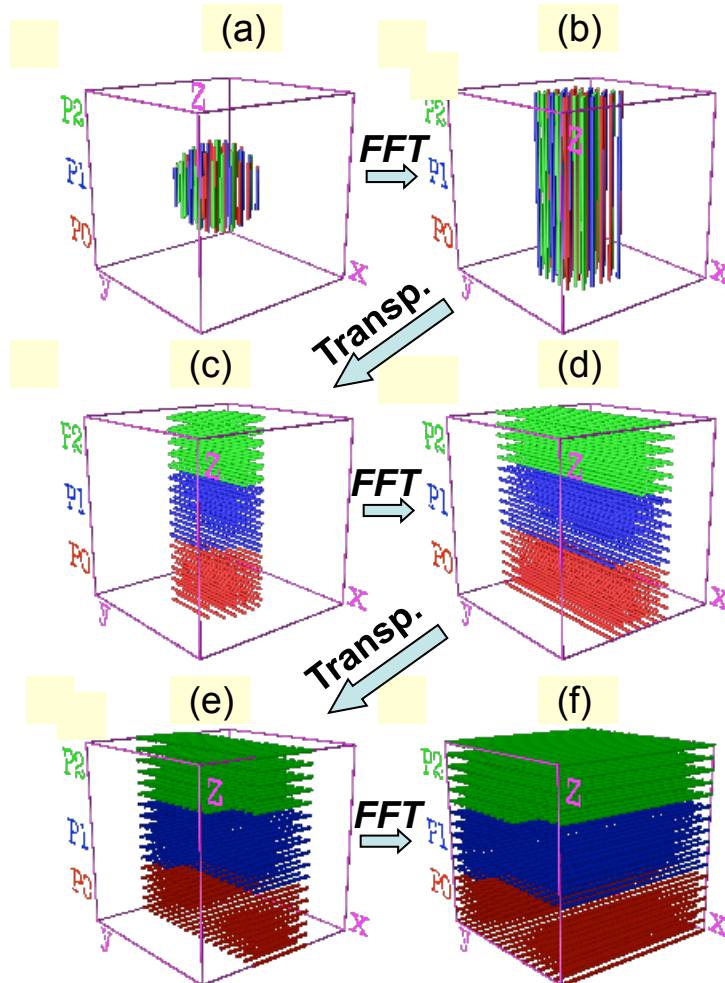 (a)
(b)
Z
P2
P1
P0
y
x
FFT
P2
P1
P0
Z
y
x
Transp.
(c)
(d)
P2
P1
P0
Z
y
x
FFT
P2
P1
P0
Z
y
x
Transp.
(e)
(f)
P2
P1
P0
Z
y
x
FFT
P2
P1
P0
Z
y
x